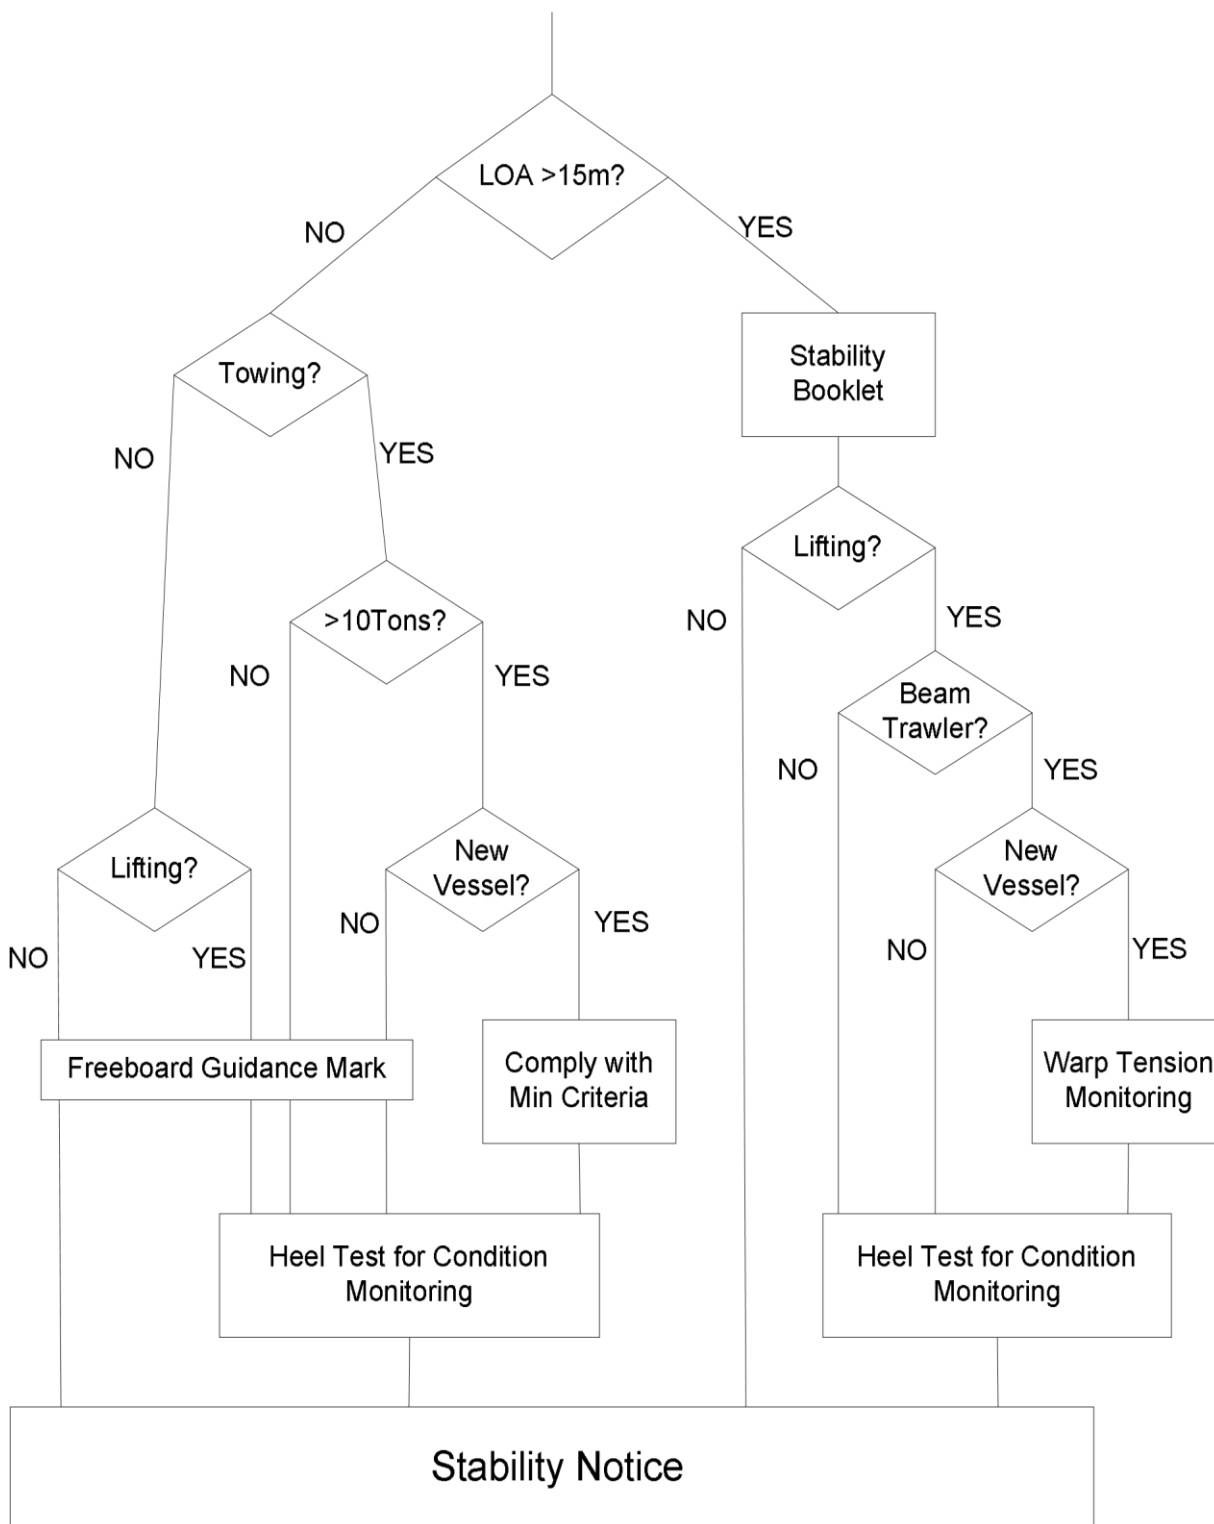 LOA >15m?
NO
YES
Towing?
Stability
Booklet
NO
YES
Lifting?
>10Tons?
NO
YES
NO
YES
Beam
Trawler?
NO
YES
Lifting?
New
Vessel?
New
Vessel?
NO
YES
NO
YES
NO
YES
NO
YES
Freeboard Guidance Mark
Comply with
Min Criteria
Warp Tension
Monitoring
Heel Test for Condition
Monitoring
Heel Test for Condition
Monitoring
Stability Notice